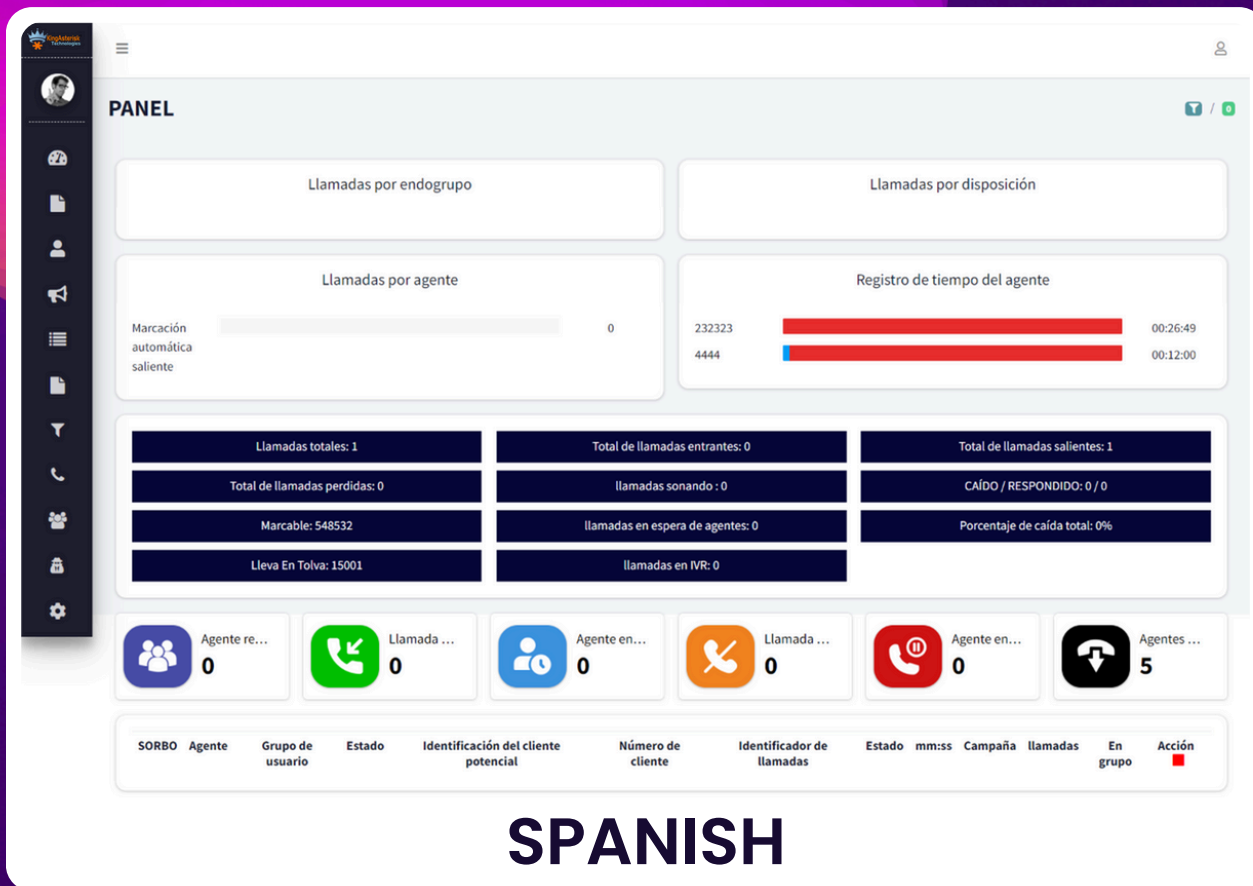 KingAsterisk
Technologies
PANEL
/ 0
Llamadas por endogrupo
Llamadas por disposición
Llamadas por agente
Marcación
automática
saliente
0
Registro de tiempo del agente
232323
00:26:49
4444
00:12:00
Llamadas totales: 1
Total de llamadas entrantes: 0
Total de llamadas salientes: 1
Total de llamadas perdidas: 0
llamadas sonando : 0
CAÍDO / RESPONDIDO: 0 / 0
Marcable: 548532
llamadas en espera de agentes: 0
Porcentaje de caída total: 0%
Lleva En Tolva: 15001
llamadas en IVR: 0
Agente re...
0
Llamada ...
0
Agente en...
0
Llamada ...
0
Agente en...
0
Agentes ...
5
SORBO Agente Grupo de usuario Estado Identificación del cliente potencial Número de cliente Identificador de llamadas Estado mm:ss Campaña llamadas En grupo Acción
SPANISH